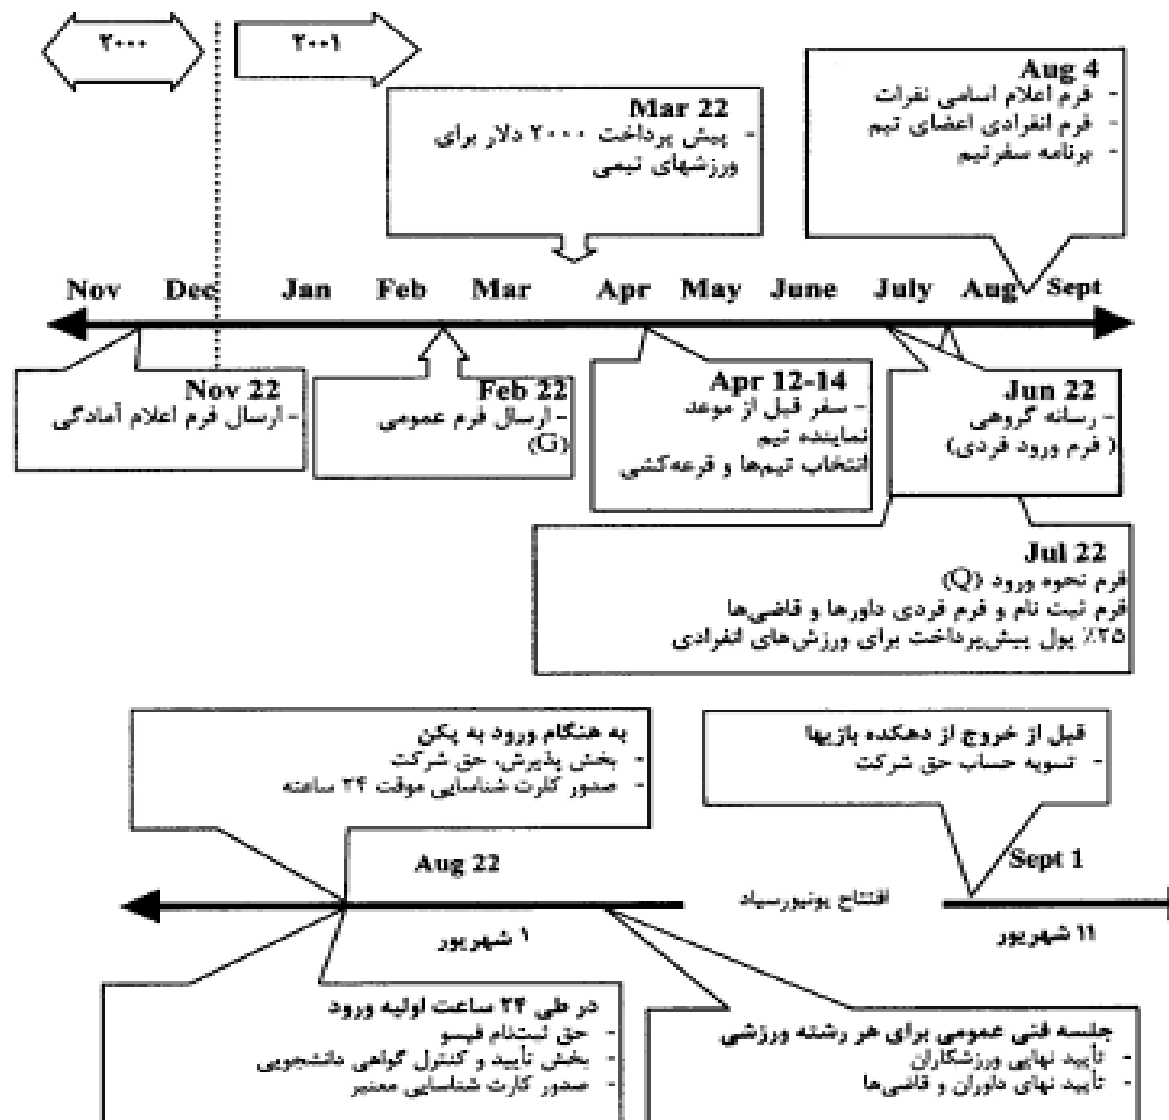 ۲۰۰۰
۲۰۰۱
Aug 4
- فرم اعلام اسامی نفرات
- فرم انفرادی اعضای تیم
- برنامه سفر تیم
Mar 22
- پیش پرداخت ۲۰۰۰ دلار برای
ورزشهای تیمی
Nov Dec Jan Feb Mar Apr May June July Aug Sept
Nov 22
- ارسال فرم اعلام آمادگی
Feb 22
- ارسال فرم عمومی
(G)
Apr 12-14
- سفر قبل از موعد
نماینده تیم
انتخاب تیم‌ها و قرعه‌کشی
Jun 22
- رسانه گروهی
( فرم ورود فردی)
Jul 22
فرم نحوه ورود (Q)
فرم ثبت نام و فرم فردی داورها و قاضی‌ها
۲۵٪ پول پیش‌پرداخت برای ورزش‌های انفرادی
به هنگام ورود به پکن
- بخش پذیرش، حق شرکت
- صدور کارت شناسایی موقت ۲۴ ساعته
قبل از خروج از دهکده بازیها
- تسویه حساب حق شرکت
Aug 22
Sept 1
افتتاح یونیورسیاد
۱ شهریور
۱۱ شهریور
در طی ۲۴ ساعت اولیه ورود
- حق ثبت‌نام فیسو
- بخش تأیید و کنترل گواهی دانشجویی
- صدور کارت شناسایی معتبر
جلسه فنی عمومی برای هر رشته ورزشی
- تأیید نهایی ورزشکاران
- تأیید نهای داوران و قاضی‌ها